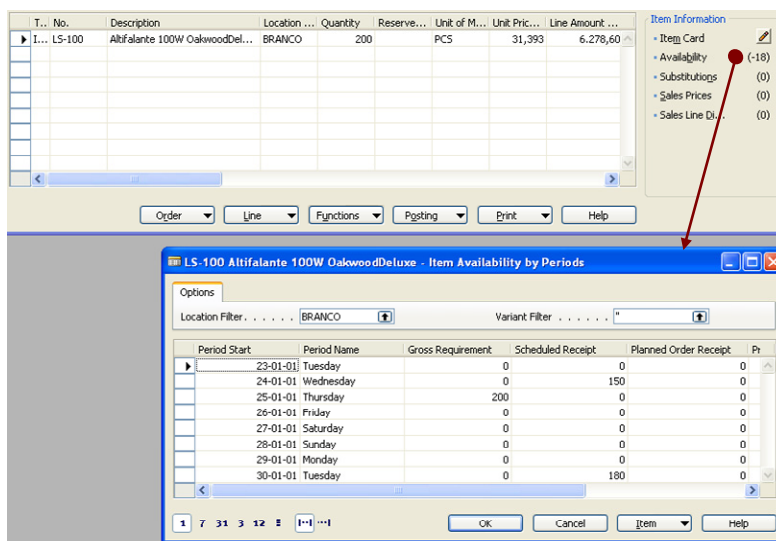 T.. No. Description Location ... Quantity Reserve... Unit of M... Unit Pric... Line Amount ...
I... LS-100 Altifalante 100W OakwoodDel... BRANCO 200 PCS 31,393 6.278,60
Item Information
Item Card
Availability (-18)
Substitutions (0)
Sales Prices (0)
Sales Line Di... (0)
Order Line Functions Posting Print Help
LS-100 Altifalante 100W OakwoodDeluxe - Item Availability by Periods
Options
Location Filter. . . . . . BRANCO Variant Filter . . . . . . ''
Period Start Period Name Gross Requirement Scheduled Receipt Planned Order Receipt Pl
23-01-01 Tuesday 0 0 0
24-01-01 Wednesday 0 150 0
25-01-01 Thursday 200 0 0
26-01-01 Friday 0 0 0
27-01-01 Saturday 0 0 0
28-01-01 Sunday 0 0 0
29-01-01 Monday 0 0 0
30-01-01 Tuesday 0 180 0
1 7 31 3 12 OK Cancel Item Help